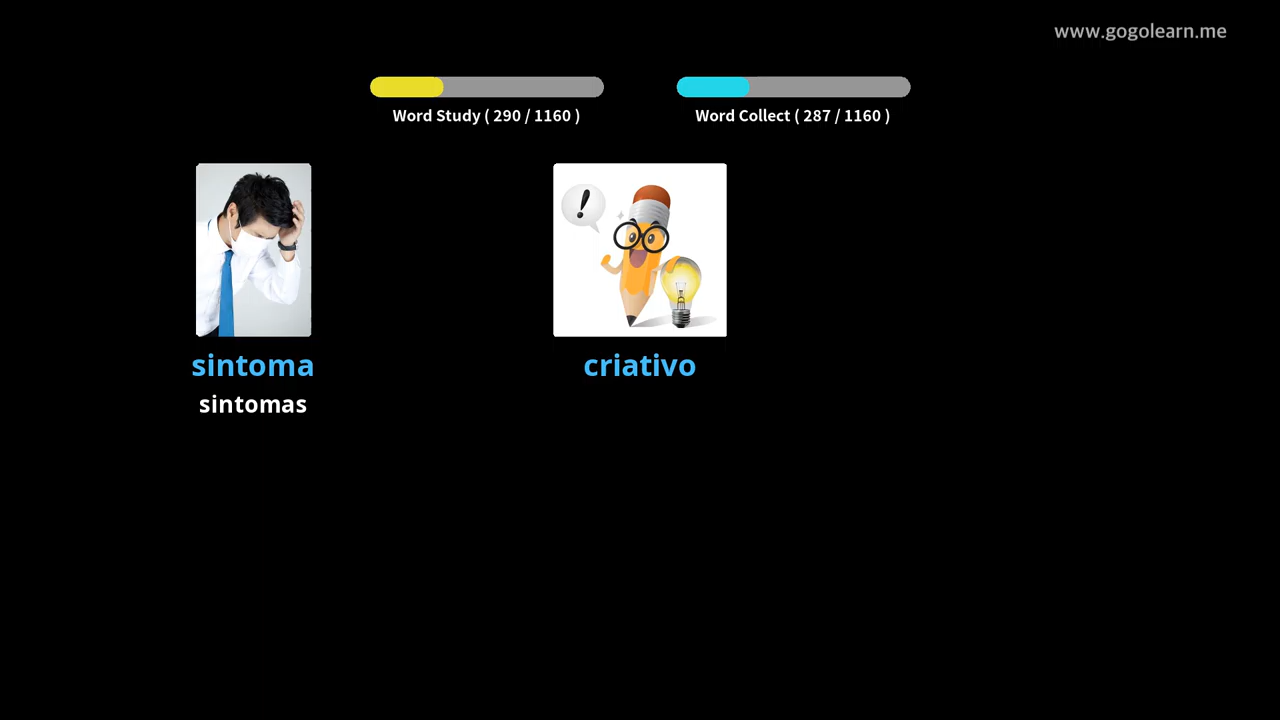 www.gogolearn.me
Word Study ( 290 / 1160 )
Word Collect ( 287 / 1160 )
sintoma
sintomas
criativo